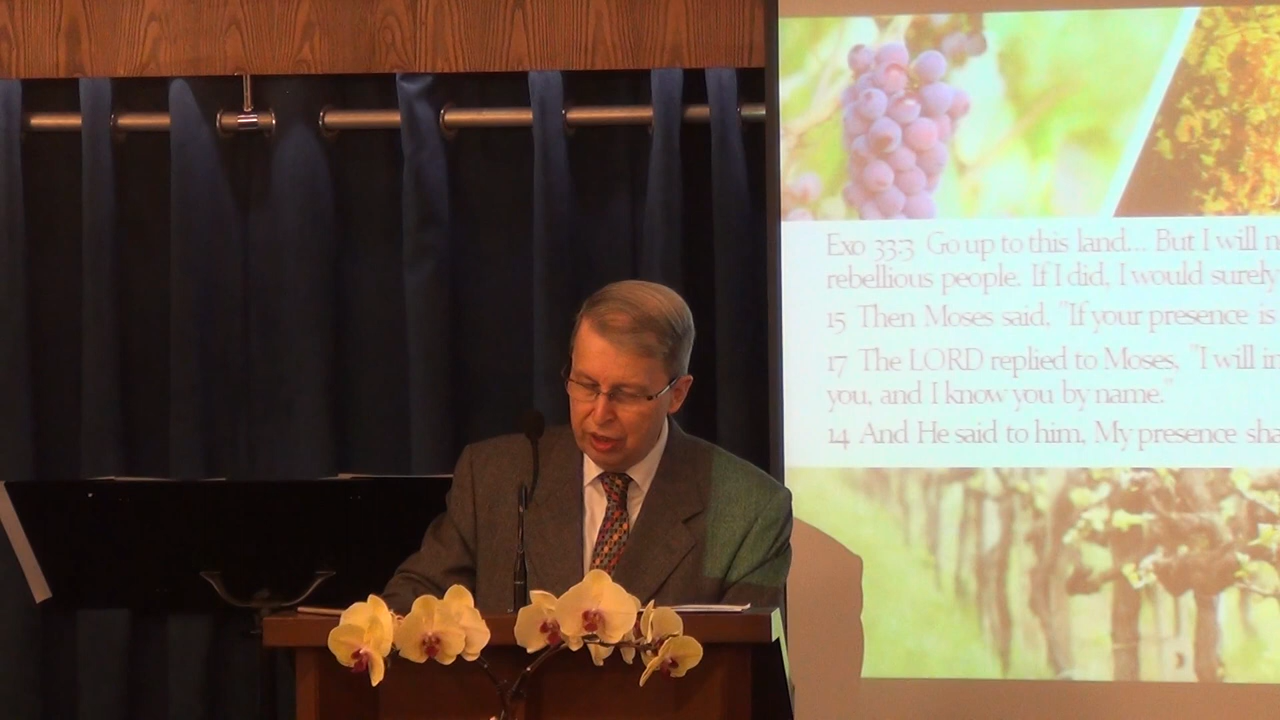 Exo 33:3 Go up to this land... But I will
rebellious people. If I did, I would surely
15 Then Moses said, "If your presence is
17 The LORD replied to Moses, "I will
you, and I know you by name."
14 And He said to him, My presence